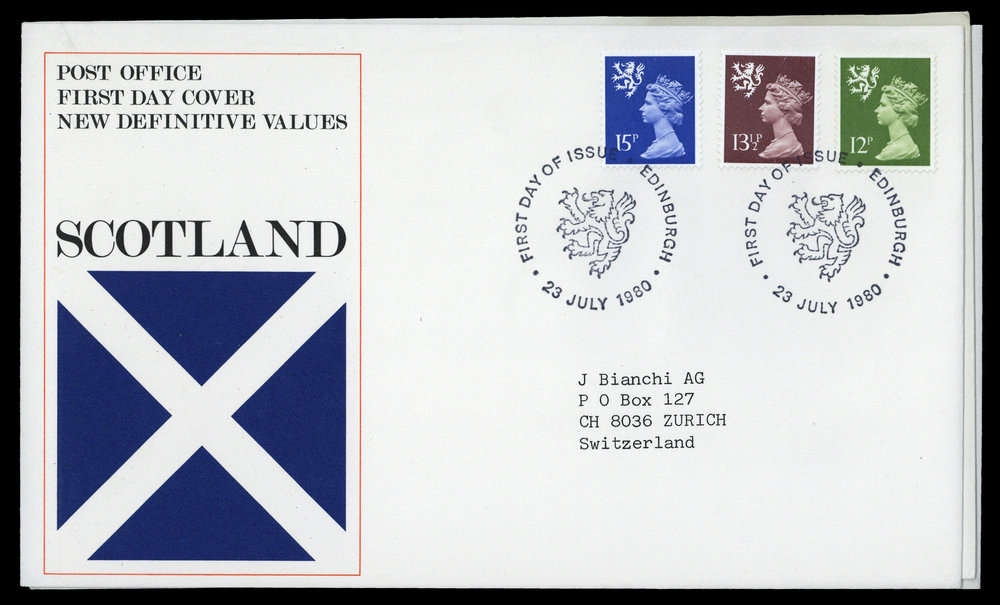 POST OFFICE
FIRST DAY COVER
NEW DEFINITIVE VALUES
SCOTLAND
15P
13½P
12P
FIRST DAY OF ISSUE • EDINBURGH •
23 JULY 1980 •
FIRST DAY OF ISSUE • EDINBURGH •
23 JULY 1980 •
J Bianchi AG
P O Box 127
CH 8036 ZURICH
Switzerland